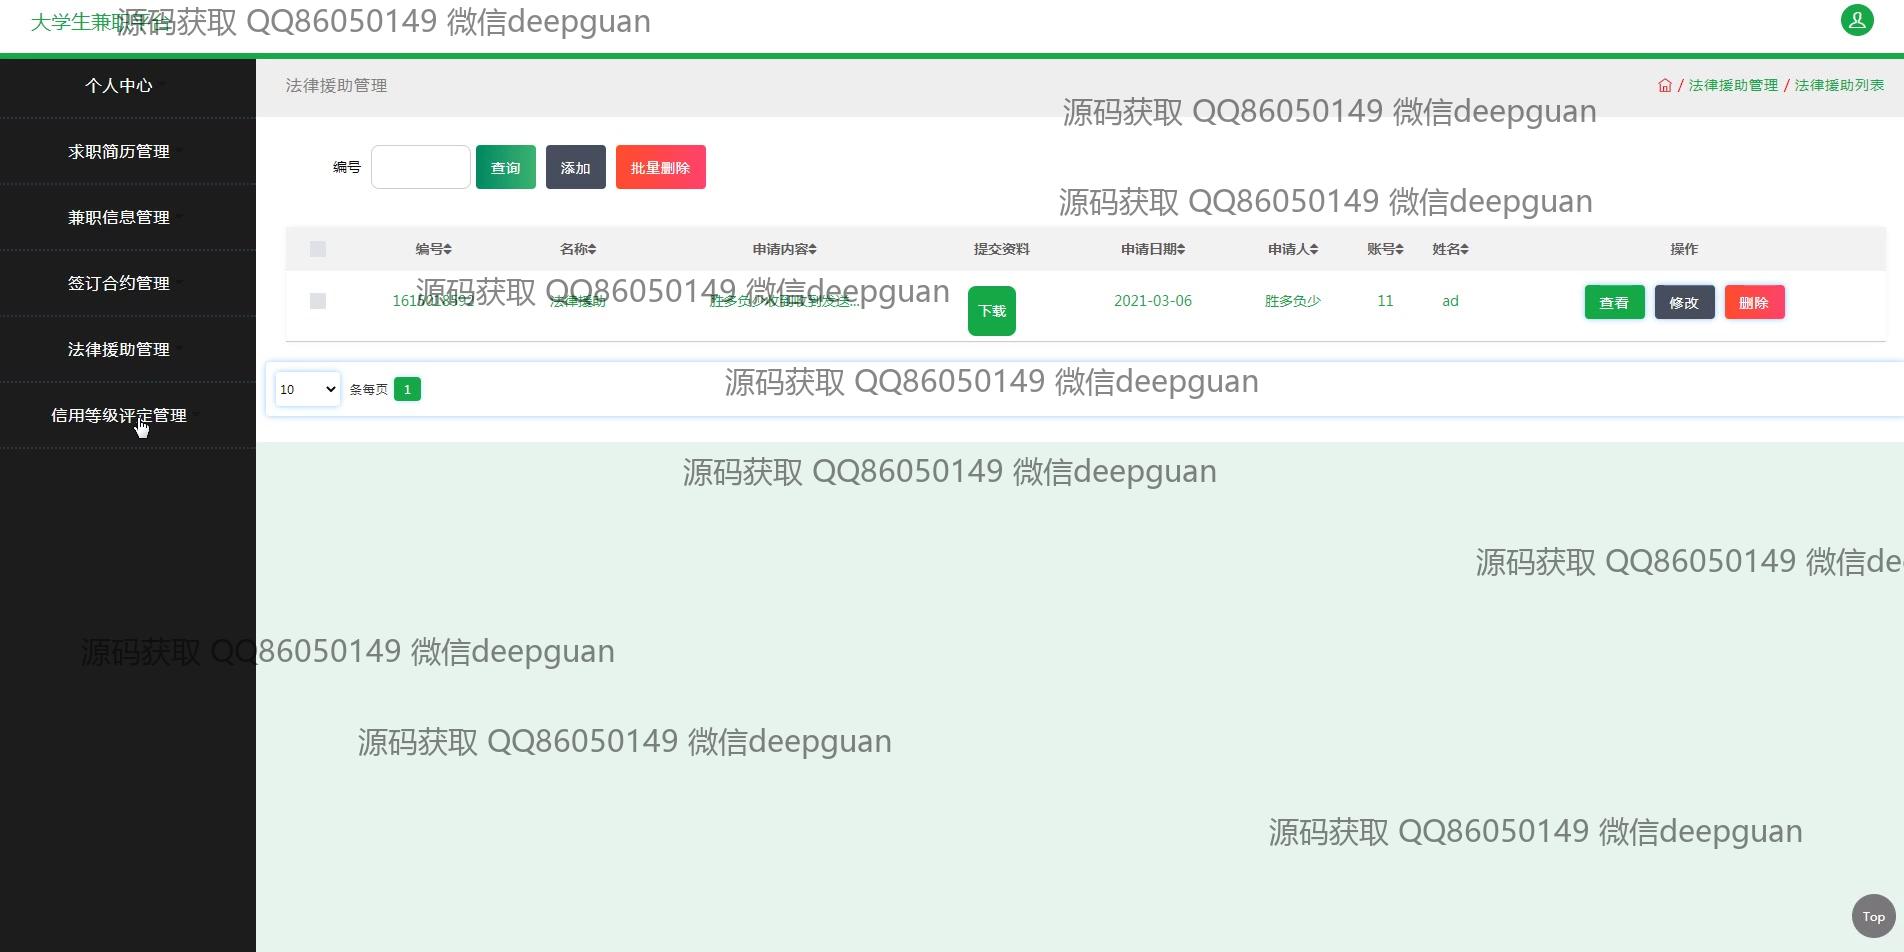 大学生兼职平台
源码获取 QQ86050149 微信deepguan
个人中心
求职简历管理
兼职信息管理
签订合约管理
法律援助管理
信用等级评定管理
法律援助管理
/ 法律援助管理 / 法律援助列表
源码获取 QQ86050149 微信deepguan
编号 查询 添加 批量删除
源码获取 QQ86050149 微信deepguan
编号 名称 申请内容 提交资料 申请日期 申请人 账号 姓名 操作
法律援助 下载 2021-03-06 胜多负少 11 ad 查看 修改 删除
源码获取 QQ86050149 微信deepguan
10 条每页 1
源码获取 QQ86050149 微信deepguan
源码获取 QQ86050149 微信deepguan
源码获取 QQ86050149 微信de
源码获取 QQ86050149 微信deepguan
源码获取 QQ86050149 微信deepguan
源码获取 QQ86050149 微信deepguan
Top